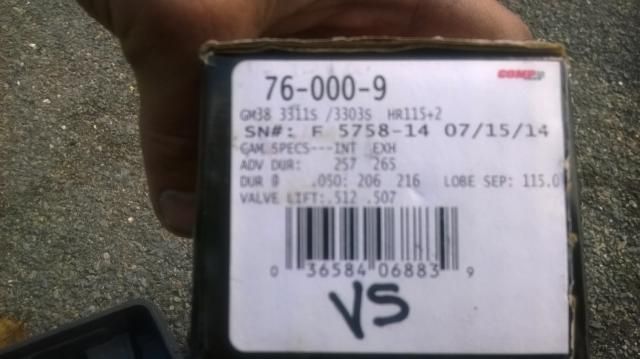 COMP
76-000-9
GM38 3311S /3303S HR115+2
SN#: F 5758-14 07/15/14
CAM SPECS---INT EXH
ADV DUR: 257 265
DUR @ .050: 206 216 LOBE SEP: 115.0
VALVE LIFT:.512 .507
0 36584 06883 9
VS